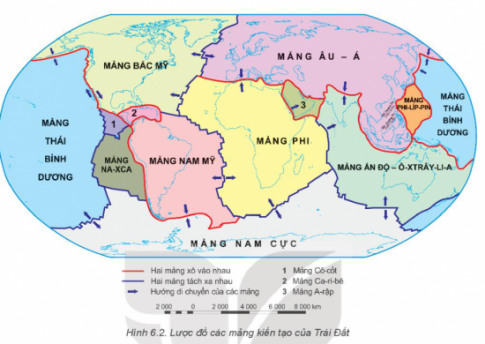 MẢNG BẮC MỸ
MẢNG ÂU – Á
MẢNG
THÁI
BÌNH
DƯƠNG
1
2
3
MẢNG
NA-XCA
MẢNG NAM MỸ
MẢNG PHI
MẢNG
PHI-LÍP-PIN
MẢNG
THÁI
BÌNH
DƯƠNG
MẢNG ẤN ĐỘ – Ô-XTRÂY-LI-A
MẢNG NAM CỰC
Hai mảng xô vào nhau
Hai mảng tách xa nhau
Hướng di chuyển của các mảng
1 Mảng Cô-cốt
2 Mảng Ca-ri-bê
3 Mảng A-rập
2 000 0 2 000 4 000 6 000 8 000 km
Hình 6.2. Lược đồ các mảng kiến tạo của Trái Đất